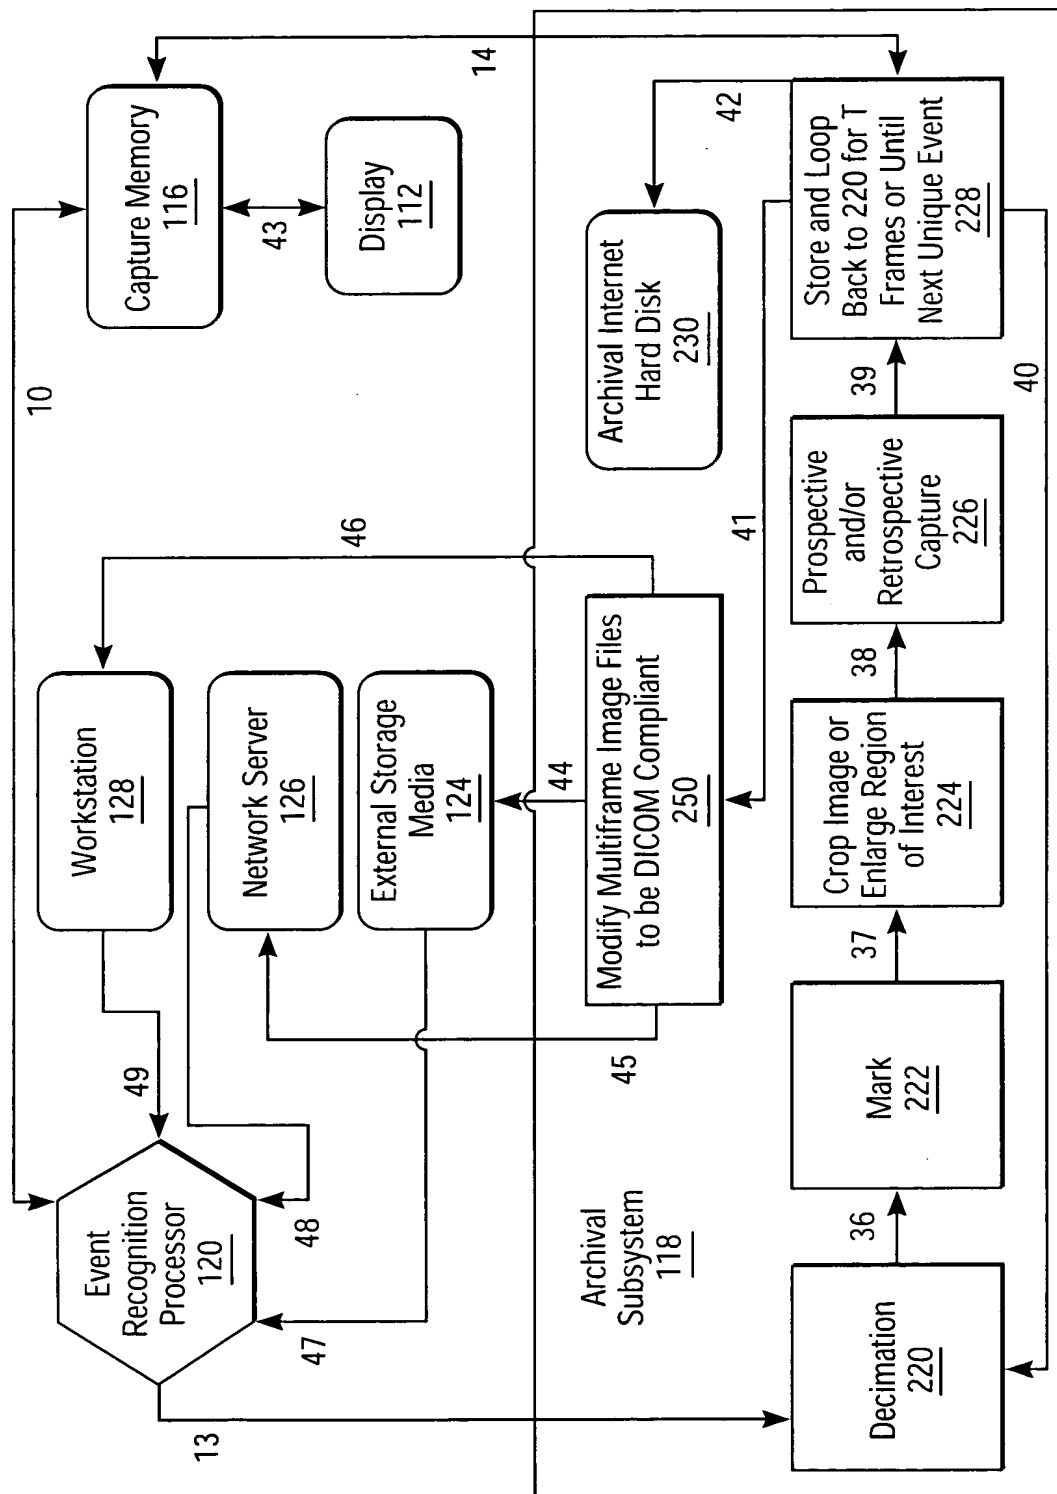 10
Event
Recognition
Processor
120
49
48
47
13
Workstation
128
Network Server
126
External Storage
Media
124
46
44
45
Capture Memory
116
43
Display
112
14
Archival
Subsystem
118
Modify Multiframe Image Files
to be DICOM Compliant
250
41
Archival Internet
Hard Disk
230
42
Decimation
220
36
Mark
222
37
Crop Image or
Enlarge Region
of Interest
224
38
Prospective
and/or
Retrospective
Capture
226
39
Store and Loop
Back to 220 for T
Frames or Until
Next Unique Event
228
40